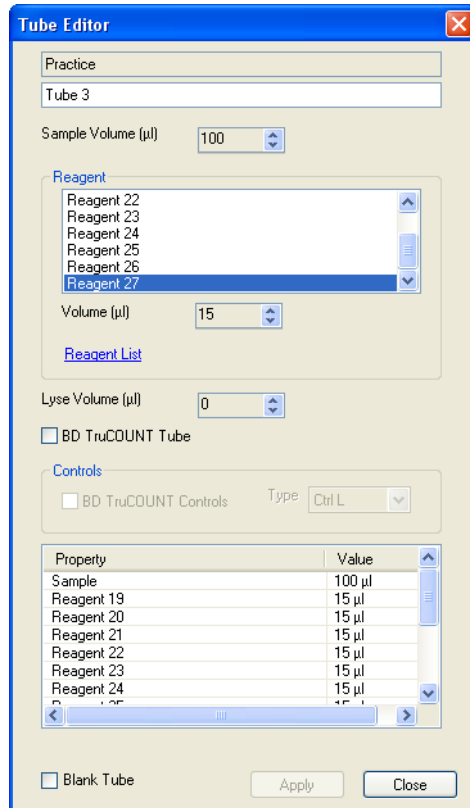 Tube Editor
Practice
Tube 3
Sample Volume (µl) 100
Reagent
Reagent 22
Reagent 23
Reagent 24
Reagent 25
Reagent 26
Reagent 27
Volume (µl) 15
Reagent List
Lyse Volume (µl) 0
BD TruCOUNT Tube
Controls
BD TruCOUNT Controls Type Ctrl L
Property Value
Sample 100 µl
Reagent 19 15 µl
Reagent 20 15 µl
Reagent 21 15 µl
Reagent 22 15 µl
Reagent 23 15 µl
Reagent 24 15 µl
Blank Tube Apply Close